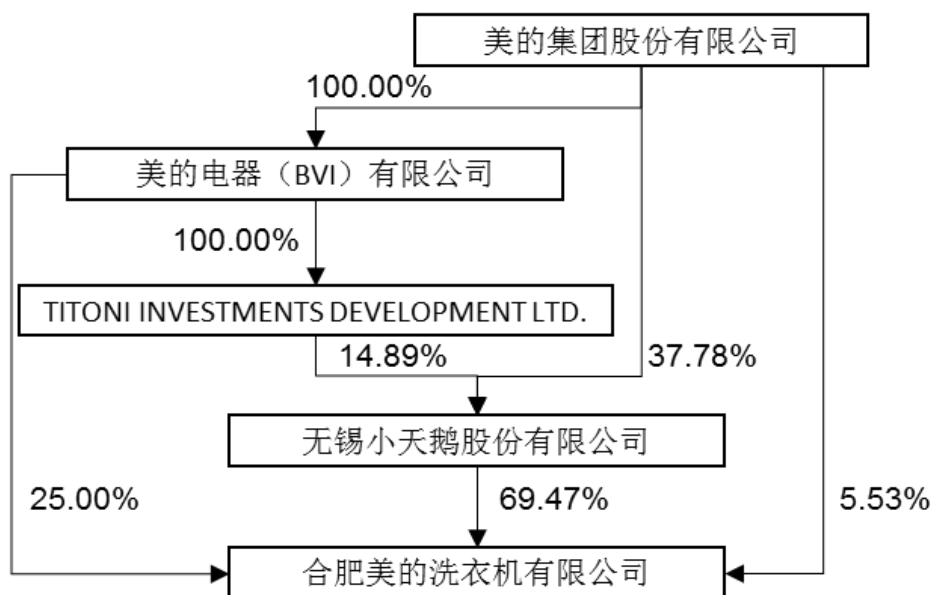 美的集团股份有限公司
100.00%
美的电器（BVI）有限公司
100.00%
TITONI INVESTMENTS DEVELOPMENT LTD.
14.89%
37.78%
无锡小天鹅股份有限公司
25.00%
69.47%
5.53%
合肥美的洗衣机有限公司